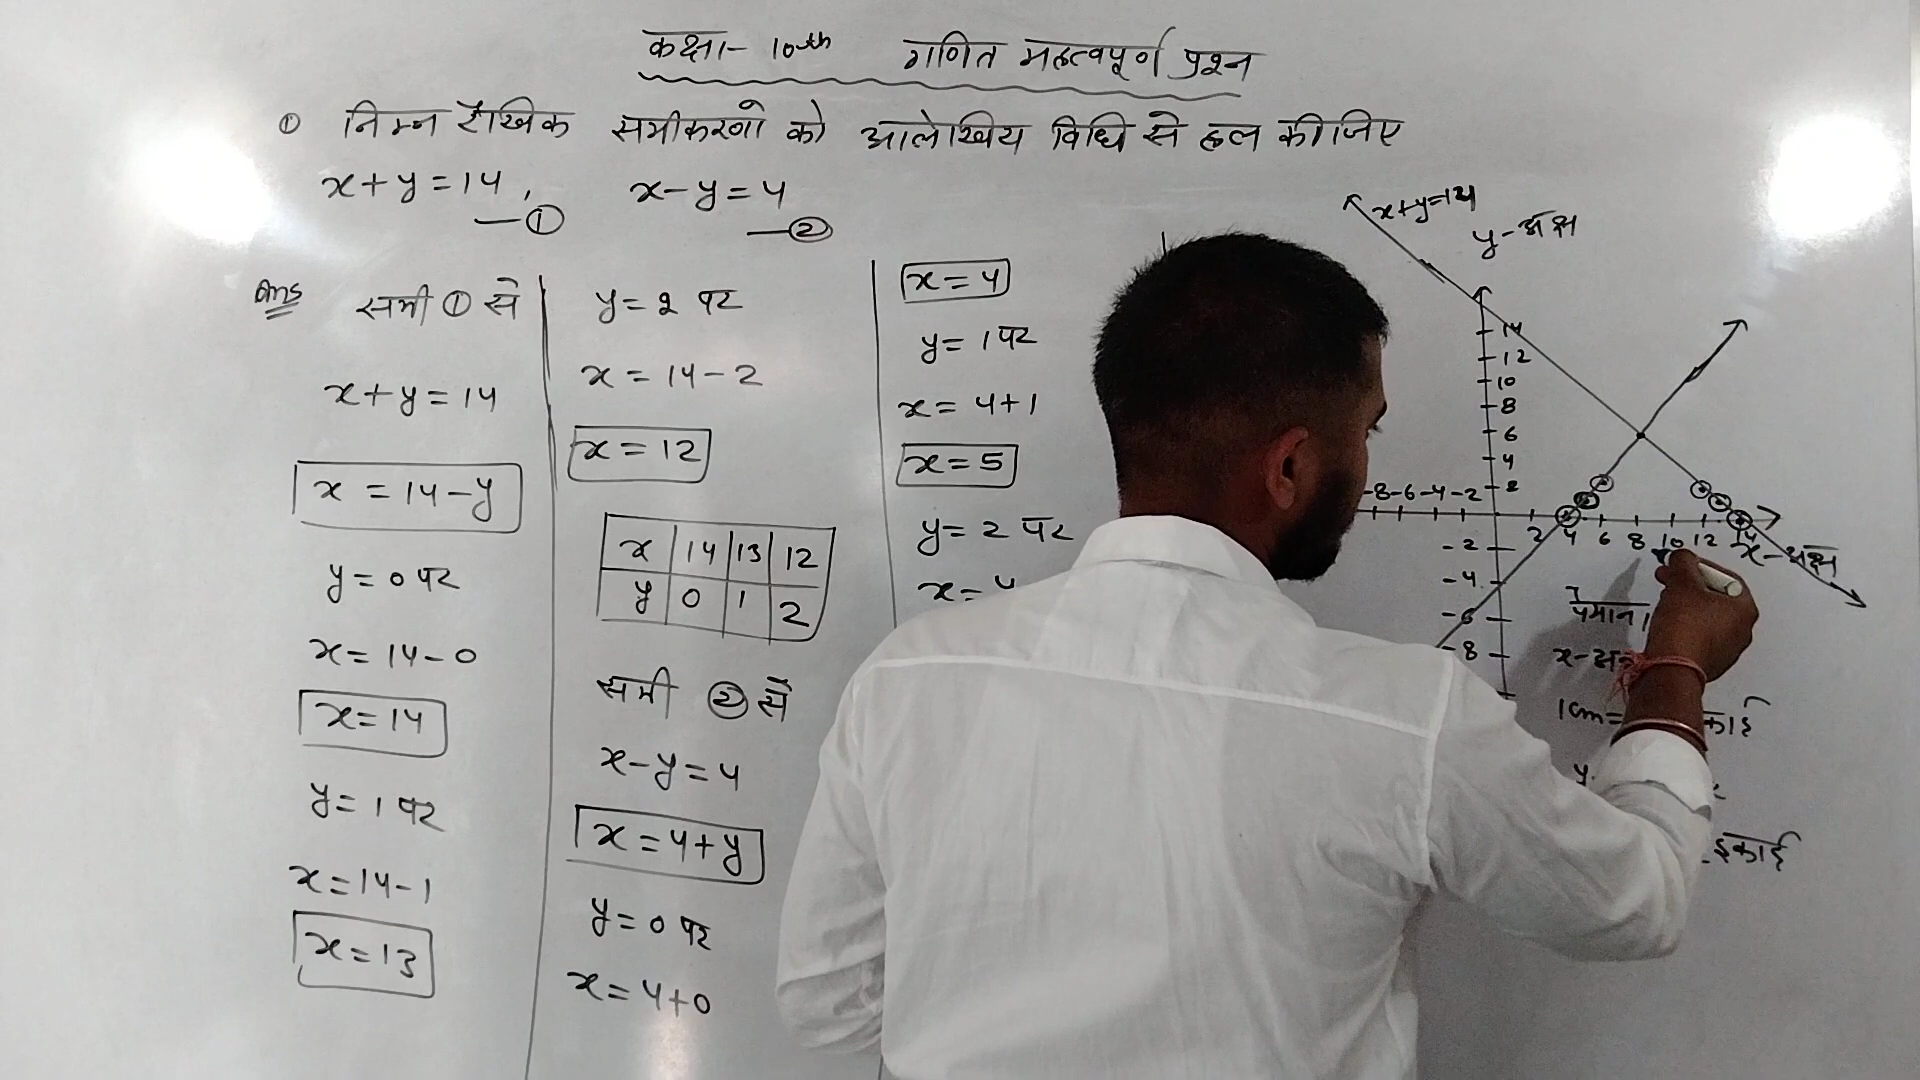 कक्षा- 10th गणित महत्वपूर्ण प्रश्न
① निम्न रैखिक समीकरणो को आलेखिय विधि से हल कीजिए
x+y=14, —① x-y=4 —②
Ans समी ① से
x+y=14
x=14-y
y=0 पर
x=14-0
x=14
y=1 पर
x=14-1
x=13
y=2 पर
x=14-2
x=12
x 14 13 12
y 0 1 2
समी ② से
x-y=4
x=4+y
y=0 पर
x=4+0
x=4
y=1 पर
x=4+1
x=5
y=2 पर
x=4
x+y=14
y-अक्ष
14
12
10
8
6
4
2
-8 -6 -4 -2
2 4 6 8 10 12 14
x-अक्ष
-2
-4
-6
-8
1cm=
इकाई